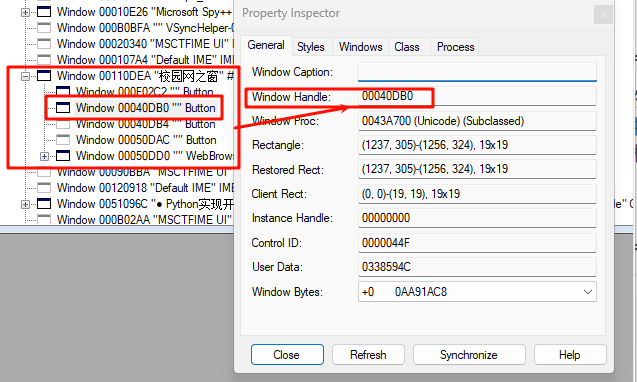 Window 00010E26 "Microsoft Spy++
Window 000B0BFA "" VSyncHelper-0
Window 00020340 "MSCTFIME UI"
Window 000107A4 "Default IME" IME
Window 00110DEA "校园网之窗" #
Window 000F02C2 "" Button
Window 00040DB0 "" Button
Window 00040DB4 "" Button
Window 00050DAC "" Button
Window 00050DD0 "" WebBrows
Window 00090BBA "MSCTFIME UI"
Window 00120918 "Default IME" IME
Window 0051096C "● Python实现开
Window 000B02AA "MSCTFIME UI"
Property Inspector
General Styles Windows Class Process
Window Caption:
Window Handle: 00040DB0
Window Proc: 0043A700 (Unicode) (Subclassed)
Rectangle: (1237, 305)-(1256, 324), 19x19
Restored Rect: (1237, 305)-(1256, 324), 19x19
Client Rect: (0, 0)-(19, 19), 19x19
Instance Handle: 00000000
Control ID: 0000044F
User Data: 0338594C
Window Bytes: +0 0AA91AC8
Close Refresh Synchronize Help